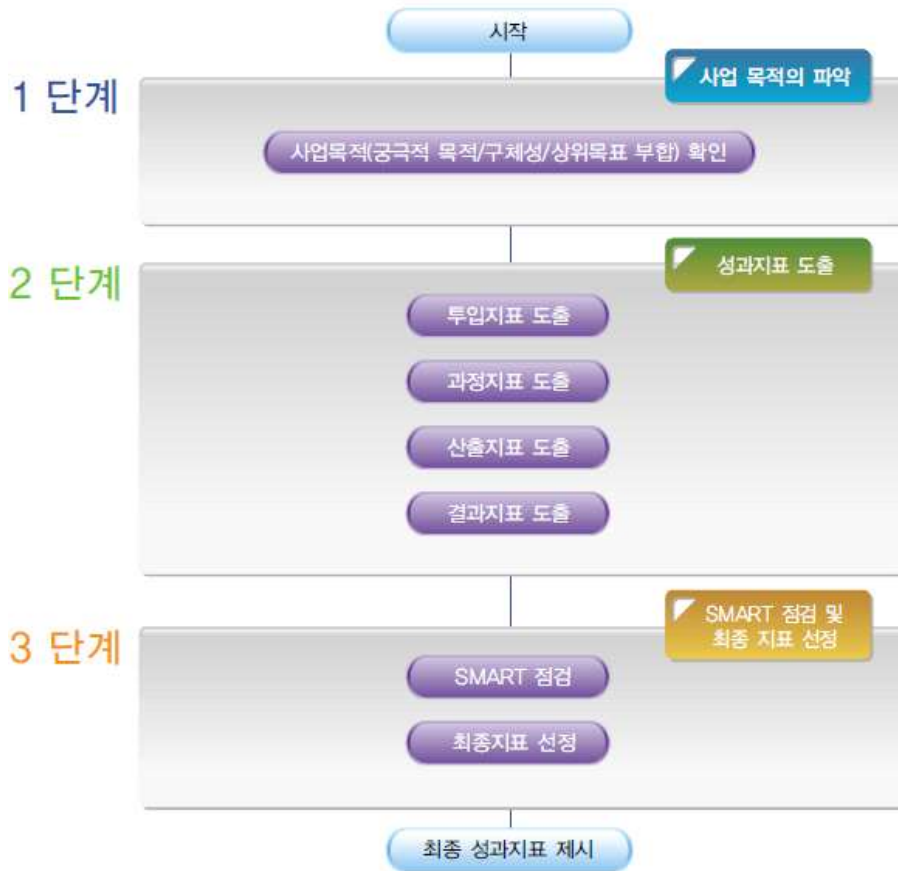 시작
1 단계
사업 목적의 파악
사업목적(궁극적 목적/구체성/상위목표 부합) 확인
2 단계
성과지표 도출
투입지표 도출
과정지표 도출
산출지표 도출
결과지표 도출
3 단계
SMART 점검 및
최종 지표 선정
SMART 점검
최종지표 선정
최종 성과지표 제시